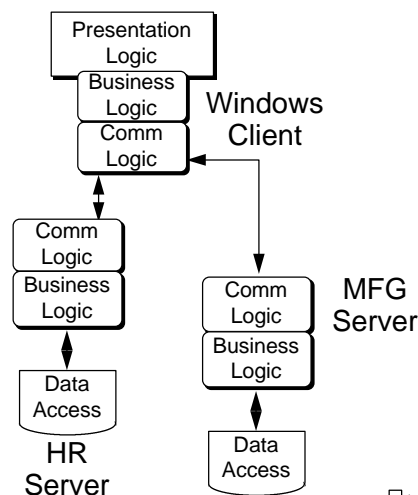 Presentation
Logic
Business
Logic
Comm
Logic
Windows
Client
Comm
Logic
Business
Logic
Data
Access
HR
Server
Comm
Logic
Business
Logic
MFG
Server
Data
Access